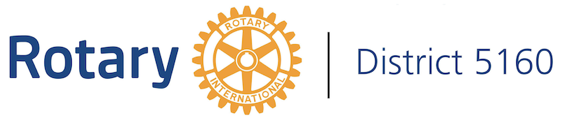 Rotary
ROTARY
INTERNATIONAL
District 5160